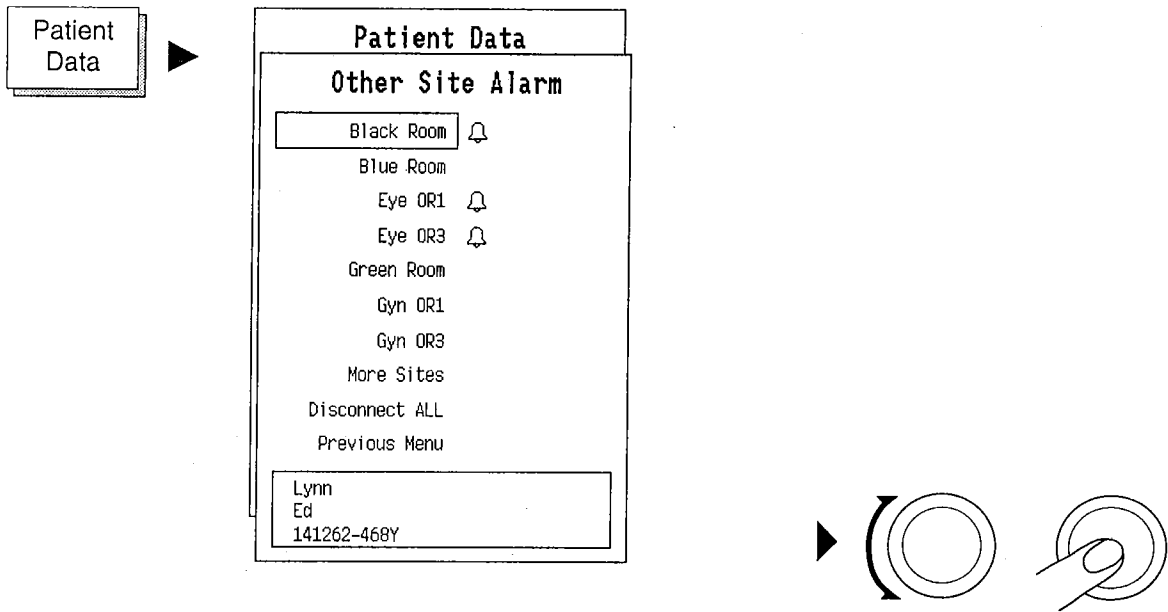 Patient
Data
Patient Data
Other Site Alarm
Black Room
Blue Room
Eye OR1
Eye OR3
Green Room
Gyn OR1
Gyn OR3
More Sites
Disconnect ALL
Previous Menu
Lynn
Ed
141262-468Y